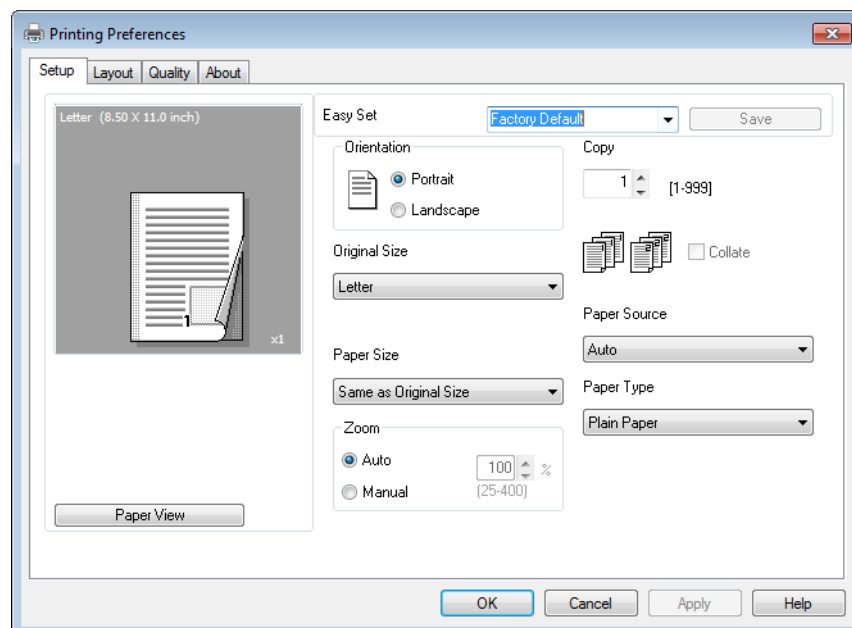 Printing Preferences
Setup Layout Quality About
Letter (8.50 X 11.0 inch)
1
x1
Paper View
Easy Set Factory Default Save
Orientation
Portrait
Landscape
Original Size
Letter
Paper Size
Same as Original Size
Zoom
Auto
Manual
100 %
(25-400)
Copy
1 [1-999]
Collate
Paper Source
Auto
Paper Type
Plain Paper
OK Cancel Apply Help